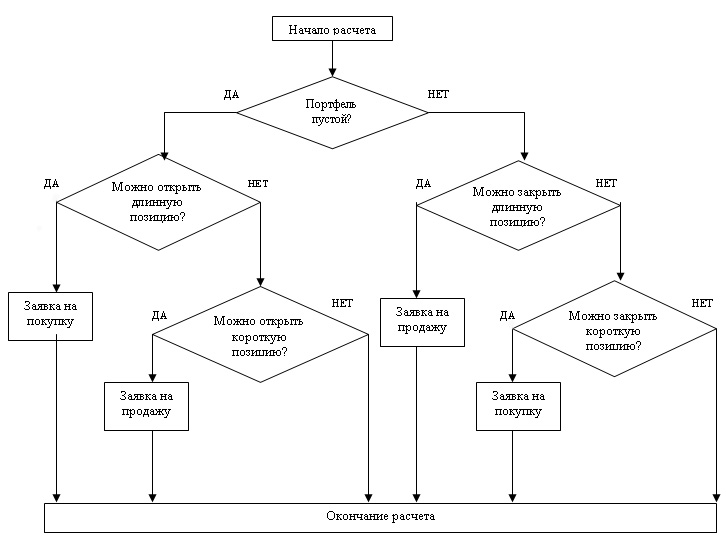 Начало расчета
ДА
НЕТ
Портфель
пустой?
ДА
Можно открыть
длинную
позицию?
НЕТ
ДА
Можно закрыть
длинную
позицию?
НЕТ
Заявка на
покупку
ДА
Можно открыть
короткую
позицию?
НЕТ
Заявка на
продажу
ДА
Можно закрыть
короткую
позицию?
НЕТ
Заявка на
продажу
Заявка на
покупку
Окончание расчета